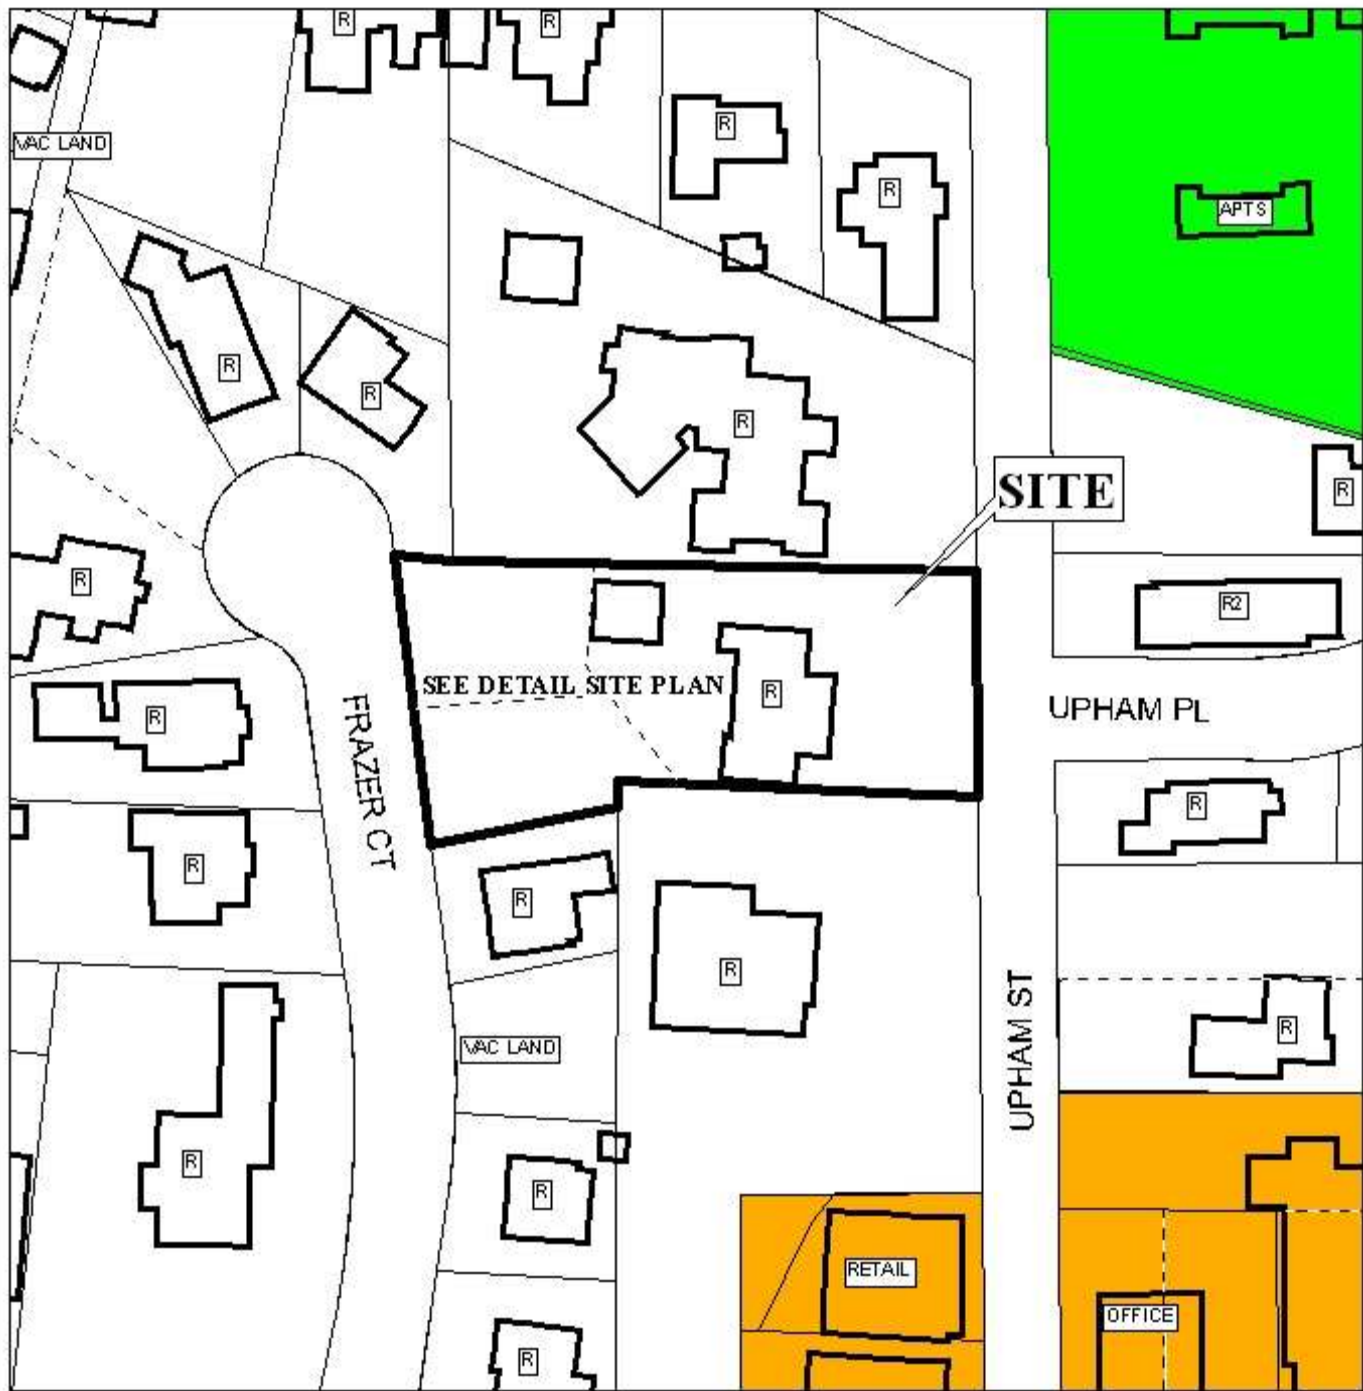 R
R
VAC LAND
R
R
APTS
R
R
R
SITE
R
R
R2
SEE DETAIL SITE PLAN
R
R
UPHAM PL
FRAZER CT
R
R
R
R
UPHAM ST
R
VAC LAND
R
R
RETAIL
OFFICE
R